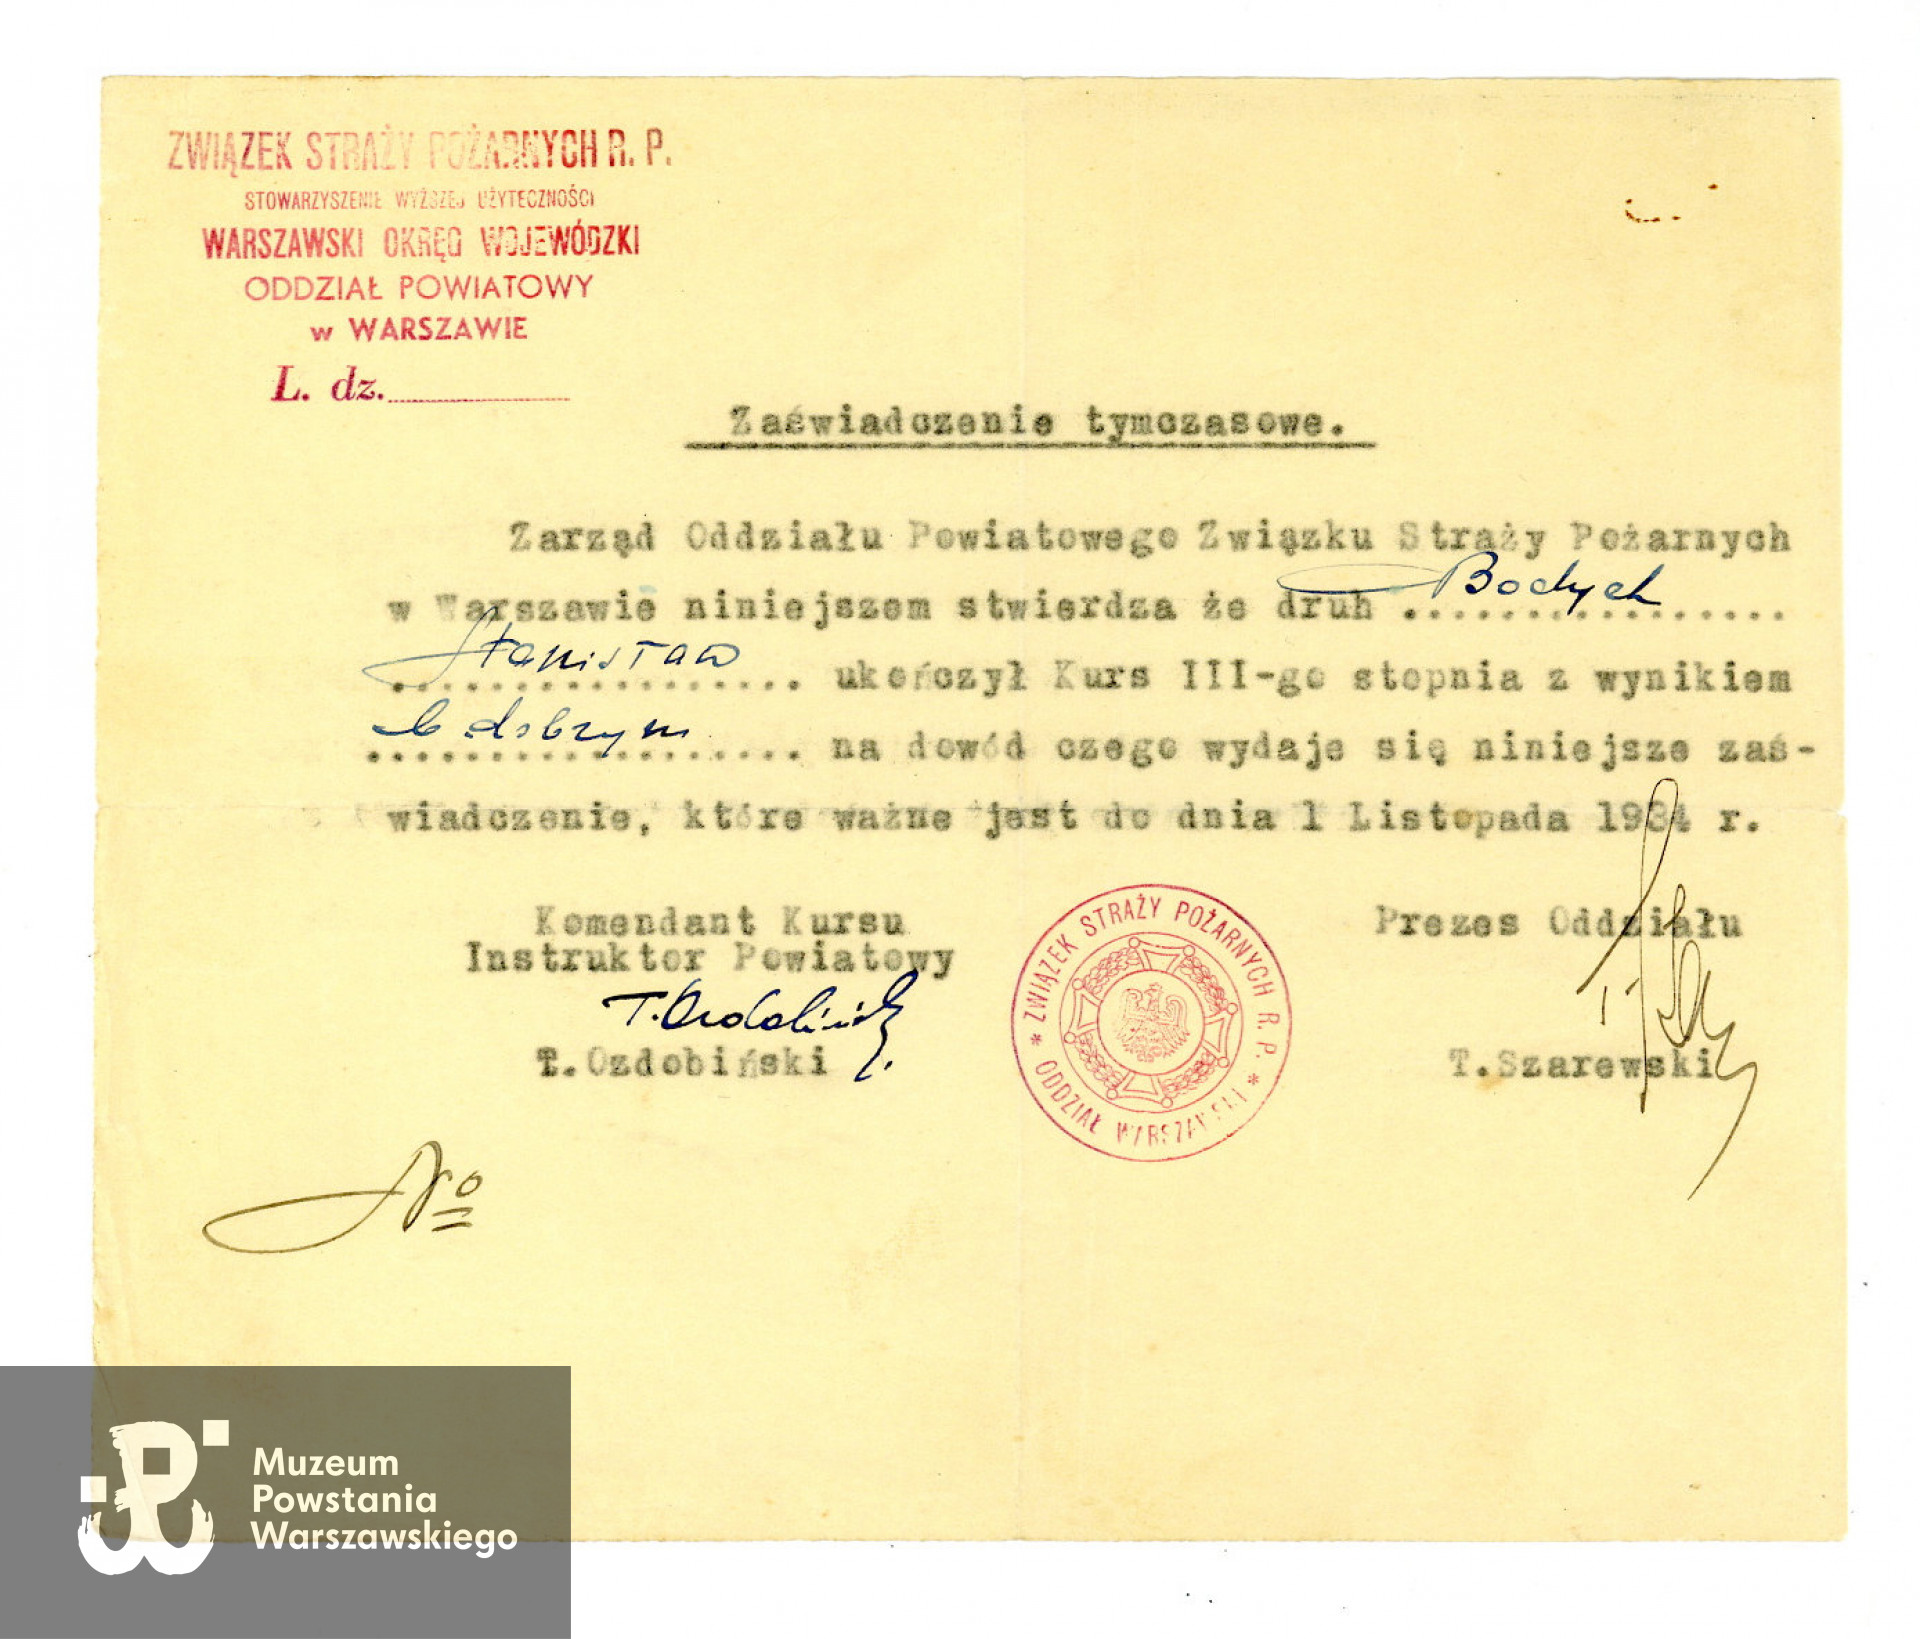 ZWIĄZEK STRAŻY POŻARNYCH R. P.
STOWARZYSZENIE WYŻSZEJ UŻYTECZNOŚCI
WARSZAWSKI OKRĘG WOJEWÓDZKI
ODDZIAŁ POWIATOWY
w WARSZAWIE
L. dz.
Zaświadczenie tymczasowe.
Zarząd Oddziału Powiatowego Związku Straży Pożarnych
w Warszawie niniejszem stwierdza że druh Bodych
Stanisław ukończył Kurs III-go stopnia z wynikiem
b. dobrym na dowód czego wydaje się niniejsze zaś-
wiadczenie, które ważne jest do dnia 1 Listopada 1934 r.
Komendant Kursu
Instruktor Powiatowy
T. Ozdobiński
T.Ozdobiński
ZWIĄZEK STRAŻY POŻARNYCH R. P.
* ODDZIAŁ WARSZAWSKI *
Prezes Oddziału
T.Szarewski
No
Muzeum
Powstania
Warszawskiego